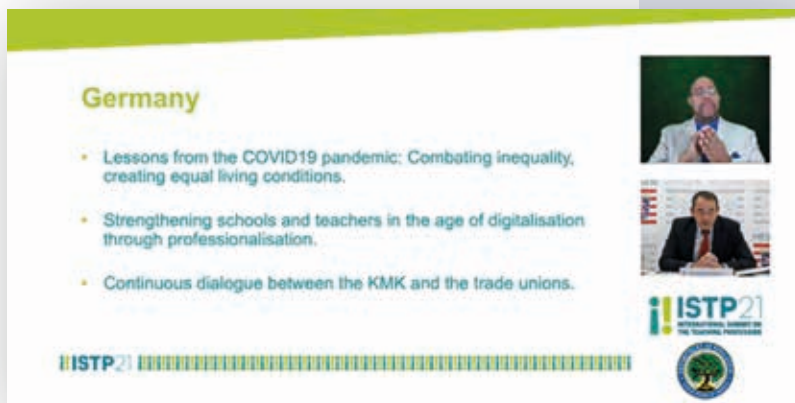 Germany
• Lessons from the COVID19 pandemic: Combating inequality,
creating equal living conditions.
• Strengthening schools and teachers in the age of digitalisation
through professionalisation.
• Continuous dialogue between the KMK and the trade unions.
ISTP21
INTERNATIONAL SUMMIT ON
THE TEACHING PROFESSION
ISTP21